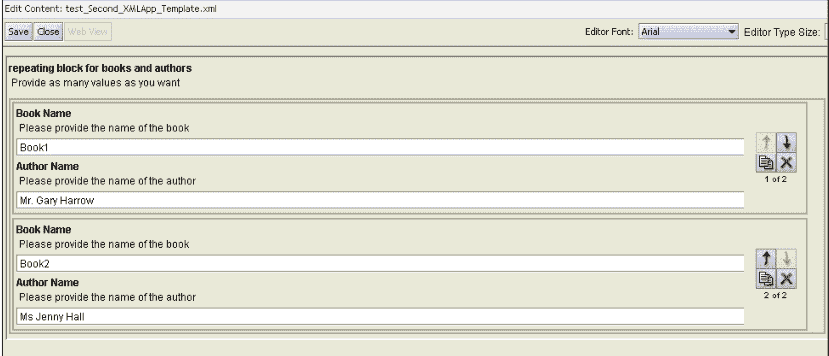 Edit Content: test_Second_XMLApp_Template.xml
Save Close Web View Editor Font: Arial Editor Type Size:
repeating block for books and authors
Provide as many values as you want
Book Name
Please provide the name of the book
Book1
Author Name
Please provide the name of the author
1 of 2
Mr. Gary Harrow
Book Name
Please provide the name of the book
Book2
Author Name
Please provide the name of the author
2 of 2
Ms Jenny Hall